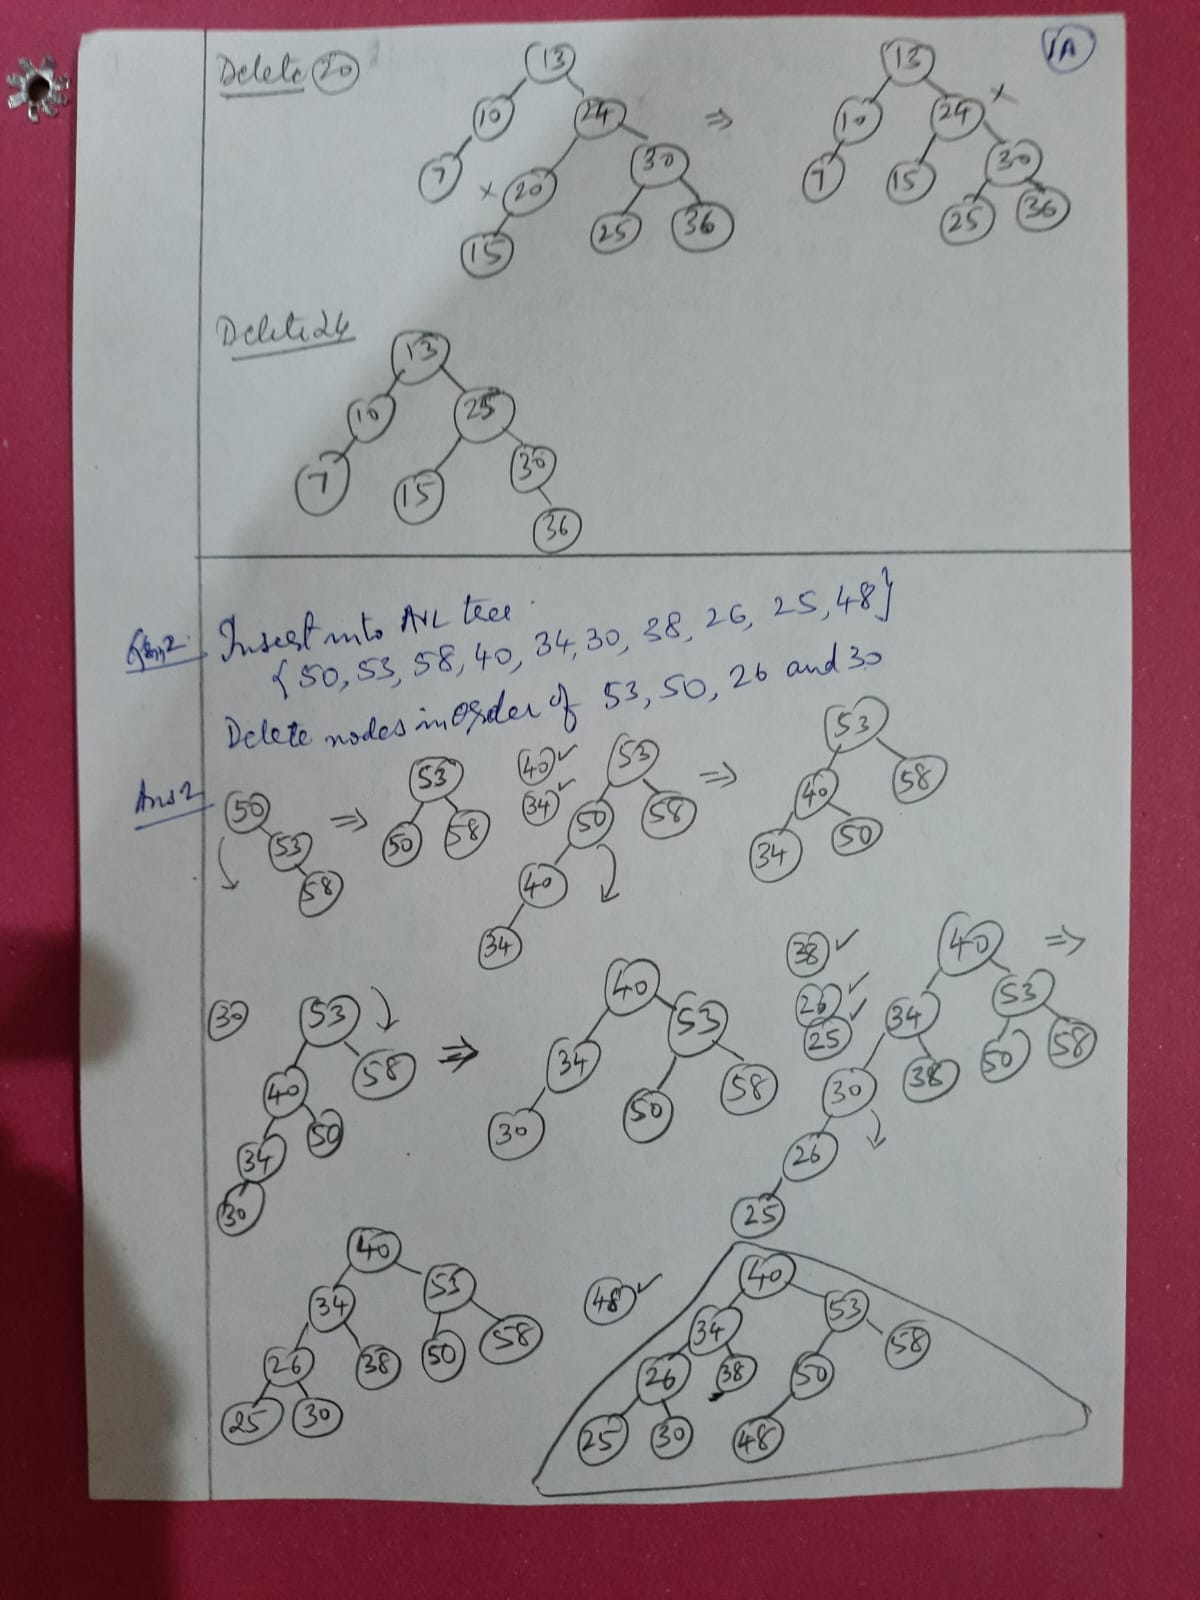 Delete 20
1A
13
10 24
7 20 30
15 25 36
⇒
13
10 24
7 15 30
25 36
Delete 24
13
10 25
7 15 30
36
Qsn2. Insert into AVL tree.
{50, 53, 58, 40, 34, 30, 38, 26, 25, 48}
Delete nodes in order of 53, 50, 26 and 30
Ans2
50
53
58
⇒
53
50 58
40 ✓
34 ✓
53
50 58
40
34
⇒
53
40 58
34 50
30
53
40 58
34 50
30
⇒
40
34 53
30 50 58
38 ✓
26 ✓
25 ✓
40
34 53
30 38 50 58
26
25
⇒
40
34 53
26 38 50 58
25 30
48 ✓
40
34 53
26 38 50 58
25 30 48